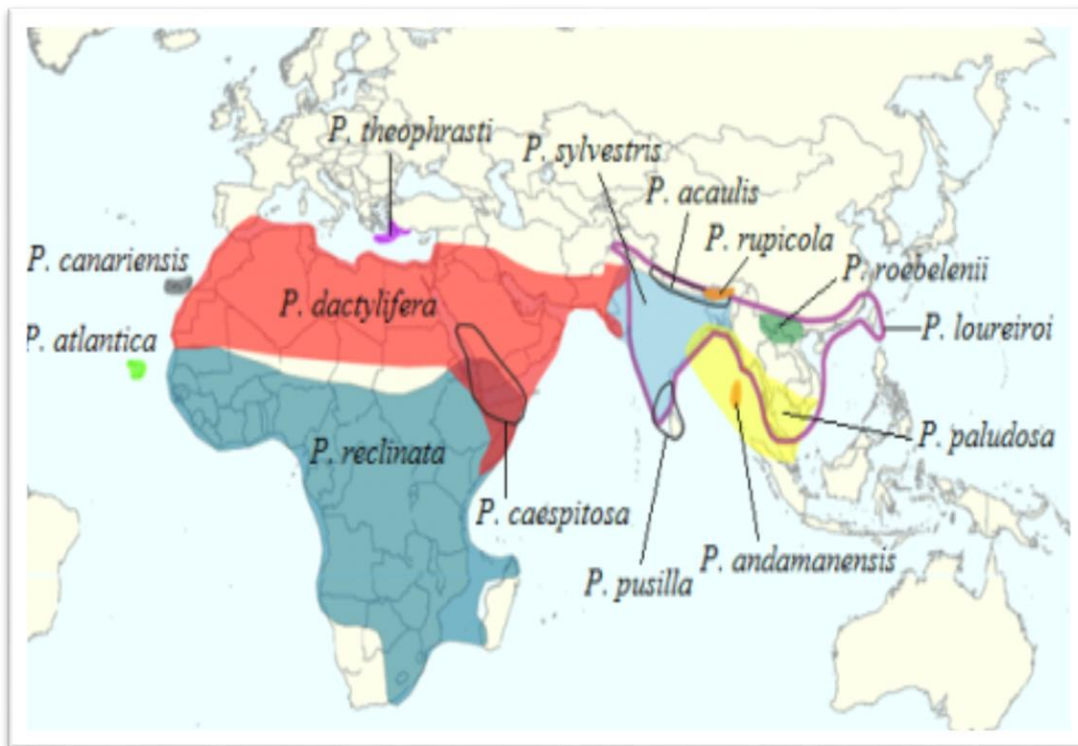 P. theophrasti
P. sylvestris
P. acaulis
P. rupicola
P. canariensis
P. roebelenii
P. dactylifera
P. atlantica
P. loureiroi
P. reclinata
P. paludosa
P. caespitosa
P. andamanensis
P. pusilla